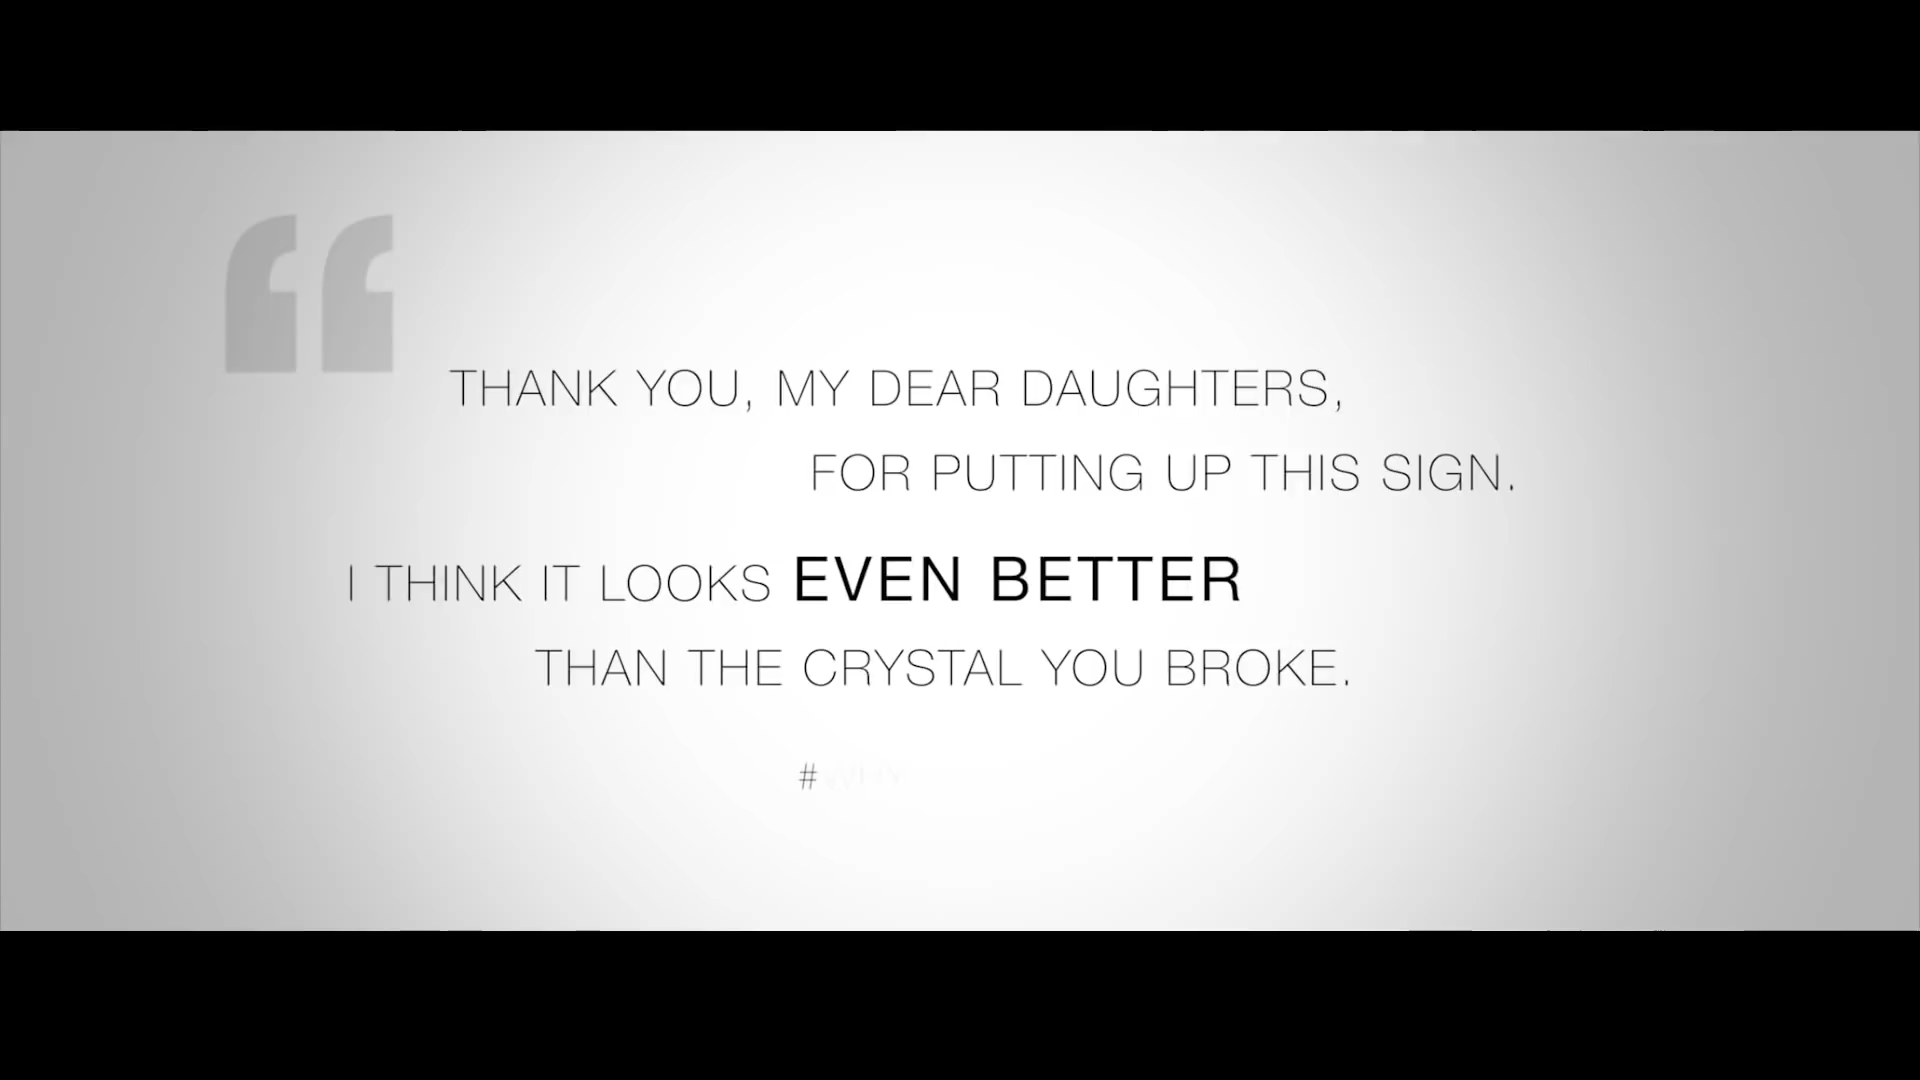 “
THANK YOU, MY DEAR DAUGHTERS,
FOR PUTTING UP THIS SIGN.
I THINK IT LOOKS EVEN BETTER
THAN THE CRYSTAL YOU BROKE.
#WHY